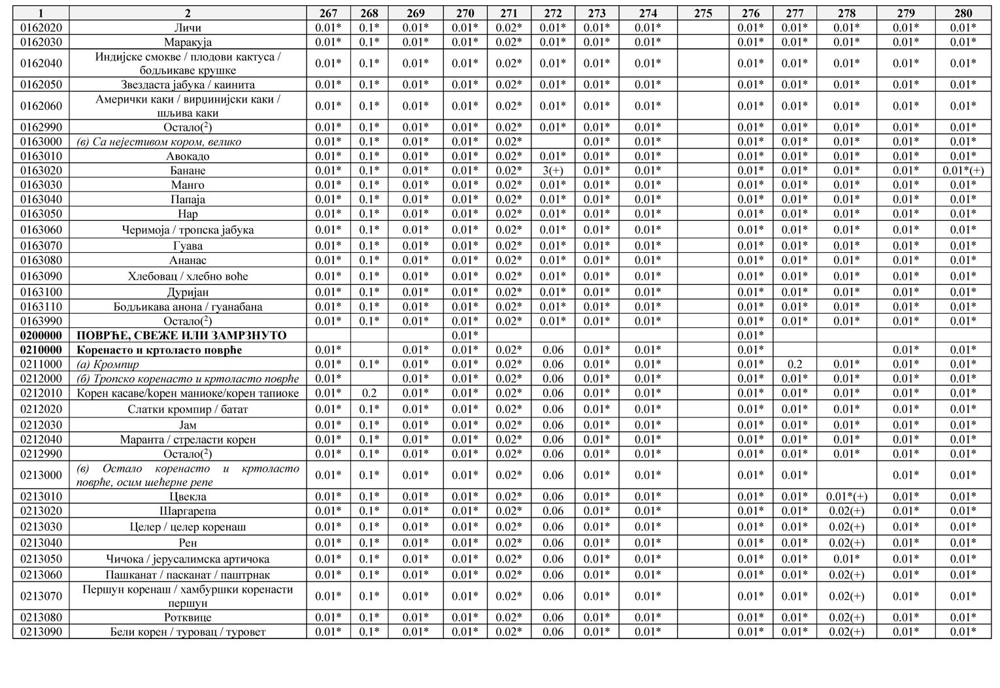 1 2 267 268 269 270 271 272 273 274 275 276 277 278 279 280
0162020 Личи 0.01* 0.1* 0.01* 0.01* 0.02* 0.01* 0.01* 0.01* 0.01* 0.01* 0.01* 0.01* 0.01*
0162030 Маракуја 0.01* 0.1* 0.01* 0.01* 0.02* 0.01* 0.01* 0.01* 0.01* 0.01* 0.01* 0.01* 0.01*
0162040 Индијске смокве / плодови кактуса /
бодљикаве крушке 0.01* 0.1* 0.01* 0.01* 0.02* 0.01* 0.01* 0.01* 0.01* 0.01* 0.01* 0.01* 0.01*
0162050 Звездаста јабука / каинита 0.01* 0.1* 0.01* 0.01* 0.02* 0.01* 0.01* 0.01* 0.01* 0.01* 0.01* 0.01* 0.01*
0162060 Амерички каки / вирџинијски каки /
шљива каки 0.01* 0.1* 0.01* 0.01* 0.02* 0.01* 0.01* 0.01* 0.01* 0.01* 0.01* 0.01* 0.01*
0162990 Остало(2) 0.01* 0.1* 0.01* 0.01* 0.02* 0.01* 0.01* 0.01* 0.01* 0.01* 0.01* 0.01* 0.01*
0163000 (в) Са нејестивом кором, велико 0.01* 0.1* 0.01* 0.01* 0.02* 0.01* 0.01* 0.01* 0.01* 0.01* 0.01* 0.01*
0163010 Авокадо 0.01* 0.1* 0.01* 0.01* 0.02* 0.01* 0.01* 0.01* 0.01* 0.01* 0.01* 0.01* 0.01*
0163020 Банане 0.01* 0.1* 0.01* 0.01* 0.02* 3(+) 0.01* 0.01* 0.01* 0.01* 0.01* 0.01* 0.01*(+)
0163030 Манго 0.01* 0.1* 0.01* 0.01* 0.02* 0.01* 0.01* 0.01* 0.01* 0.01* 0.01* 0.01* 0.01*
0163040 Папаја 0.01* 0.1* 0.01* 0.01* 0.02* 0.01* 0.01* 0.01* 0.01* 0.01* 0.01* 0.01* 0.01*
0163050 Нар 0.01* 0.1* 0.01* 0.01* 0.02* 0.01* 0.01* 0.01* 0.01* 0.01* 0.01* 0.01* 0.01*
0163060 Черимоја / тропска јабука 0.01* 0.1* 0.01* 0.01* 0.02* 0.01* 0.01* 0.01* 0.01* 0.01* 0.01* 0.01* 0.01*
0163070 Гуава 0.01* 0.1* 0.01* 0.01* 0.02* 0.01* 0.01* 0.01* 0.01* 0.01* 0.01* 0.01* 0.01*
0163080 Ананас 0.01* 0.1* 0.01* 0.01* 0.02* 0.01* 0.01* 0.01* 0.01* 0.01* 0.01* 0.01* 0.01*
0163090 Хлебовац / хлебно воће 0.01* 0.1* 0.01* 0.01* 0.02* 0.01* 0.01* 0.01* 0.01* 0.01* 0.01* 0.01* 0.01*
0163100 Дуријан 0.01* 0.1* 0.01* 0.01* 0.02* 0.01* 0.01* 0.01* 0.01* 0.01* 0.01* 0.01* 0.01*
0163110 Бодљикава анона / гуанабана 0.01* 0.1* 0.01* 0.01* 0.02* 0.01* 0.01* 0.01* 0.01* 0.01* 0.01* 0.01* 0.01*
0163990 Остало(2) 0.01* 0.1* 0.01* 0.01* 0.02* 0.01* 0.01* 0.01* 0.01* 0.01* 0.01* 0.01* 0.01*
0200000 ПОВРЋЕ, СВЕЖЕ ИЛИ ЗАМРЗНУТО 0.01* 0.01*
0210000 Коренасто и кртоласто поврће 0.01* 0.01* 0.01* 0.02* 0.06 0.01* 0.01* 0.01* 0.01* 0.01*
0211000 (а) Кромпир 0.01* 0.1* 0.01* 0.01* 0.02* 0.06 0.01* 0.01* 0.01* 0.2 0.01* 0.01* 0.01*
0212000 (б) Тропско коренасто и кртоласто поврће 0.01* 0.01* 0.01* 0.02* 0.06 0.01* 0.01* 0.01* 0.01* 0.01* 0.01* 0.01*
0212010 Корен касаве/korен маниоке/корен тапиоке 0.01* 0.2 0.01* 0.01* 0.02* 0.06 0.01* 0.01* 0.01* 0.01* 0.01* 0.01* 0.01*
0212020 Слатки кромпир / батат 0.01* 0.1* 0.01* 0.01* 0.02* 0.06 0.01* 0.01* 0.01* 0.01* 0.01* 0.01* 0.01*
0212030 Јам 0.01* 0.1* 0.01* 0.01* 0.02* 0.06 0.01* 0.01* 0.01* 0.01* 0.01* 0.01* 0.01*
0212040 Маранта / стреласти корен 0.01* 0.1* 0.01* 0.01* 0.02* 0.06 0.01* 0.01* 0.01* 0.01* 0.01* 0.01* 0.01*
0212990 Остало(2) 0.01* 0.1* 0.01* 0.01* 0.02* 0.06 0.01* 0.01* 0.01* 0.01* 0.01* 0.01* 0.01*
0213000 (в) Остало коренасто и кртоласто
поврће, осим шећерне репе 0.01* 0.1* 0.01* 0.01* 0.02* 0.06 0.01* 0.01* 0.01* 0.01* 0.01* 0.01*
0213010 Цвекла 0.01* 0.1* 0.01* 0.01* 0.02* 0.06 0.01* 0.01* 0.01* 0.01* 0.01*(+) 0.01* 0.01*
0213020 Шаргарепа 0.01* 0.1* 0.01* 0.01* 0.02* 0.06 0.01* 0.01* 0.01* 0.01* 0.02(+) 0.01* 0.01*
0213030 Целер / целер коренаш 0.01* 0.1* 0.01* 0.01* 0.02* 0.06 0.01* 0.01* 0.01* 0.01* 0.02(+) 0.01* 0.01*
0213040 Рен 0.01* 0.1* 0.01* 0.01* 0.02* 0.06 0.01* 0.01* 0.01* 0.01* 0.02(+) 0.01* 0.01*
0213050 Чичока / јерусалимска артичока 0.01* 0.1* 0.01* 0.01* 0.02* 0.06 0.01* 0.01* 0.01* 0.01* 0.01* 0.01* 0.01*
0213060 Пашканат / пасканат / паштрнак 0.01* 0.1* 0.01* 0.01* 0.02* 0.06 0.01* 0.01* 0.01* 0.01* 0.02(+) 0.01* 0.01*
0213070 Першун коренаш / хамбуршки коренасти
першун 0.01* 0.1* 0.01* 0.01* 0.02* 0.06 0.01* 0.01* 0.01* 0.01* 0.02(+) 0.01* 0.01*
0213080 Ротквице 0.01* 0.1* 0.01* 0.01* 0.02* 0.06 0.01* 0.01* 0.01* 0.01* 0.02(+) 0.01* 0.01*
0213090 Бели корен / туровац / туровет 0.01* 0.1* 0.01* 0.01* 0.02* 0.06 0.01* 0.01* 0.01* 0.01* 0.02(+) 0.01* 0.01*